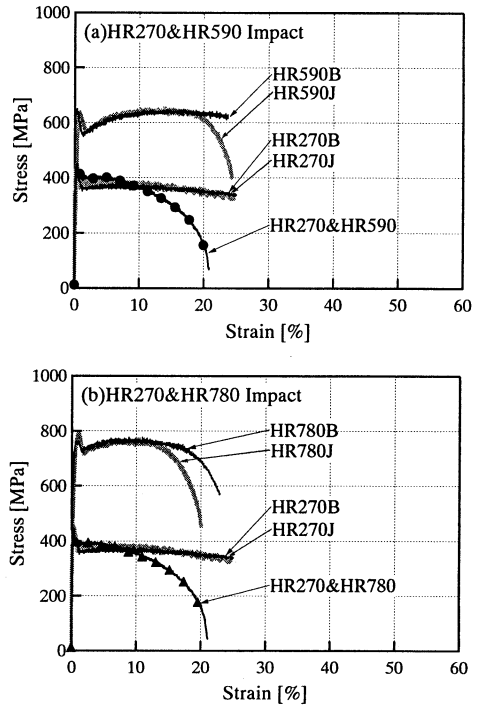 (a)HR270&HR590 Impact
1000
800
600
400
200
0
Stress [MPa]
HR590B
HR590J
HR270B
HR270J
HR270&HR590
0 10 20 30 40 50 60
Strain [%]
(b)HR270&HR780 Impact
1000
800
600
400
200
0
Stress [MPa]
HR780B
HR780J
HR270B
HR270J
HR270&HR780
0 10 20 30 40 50 60
Strain [%]